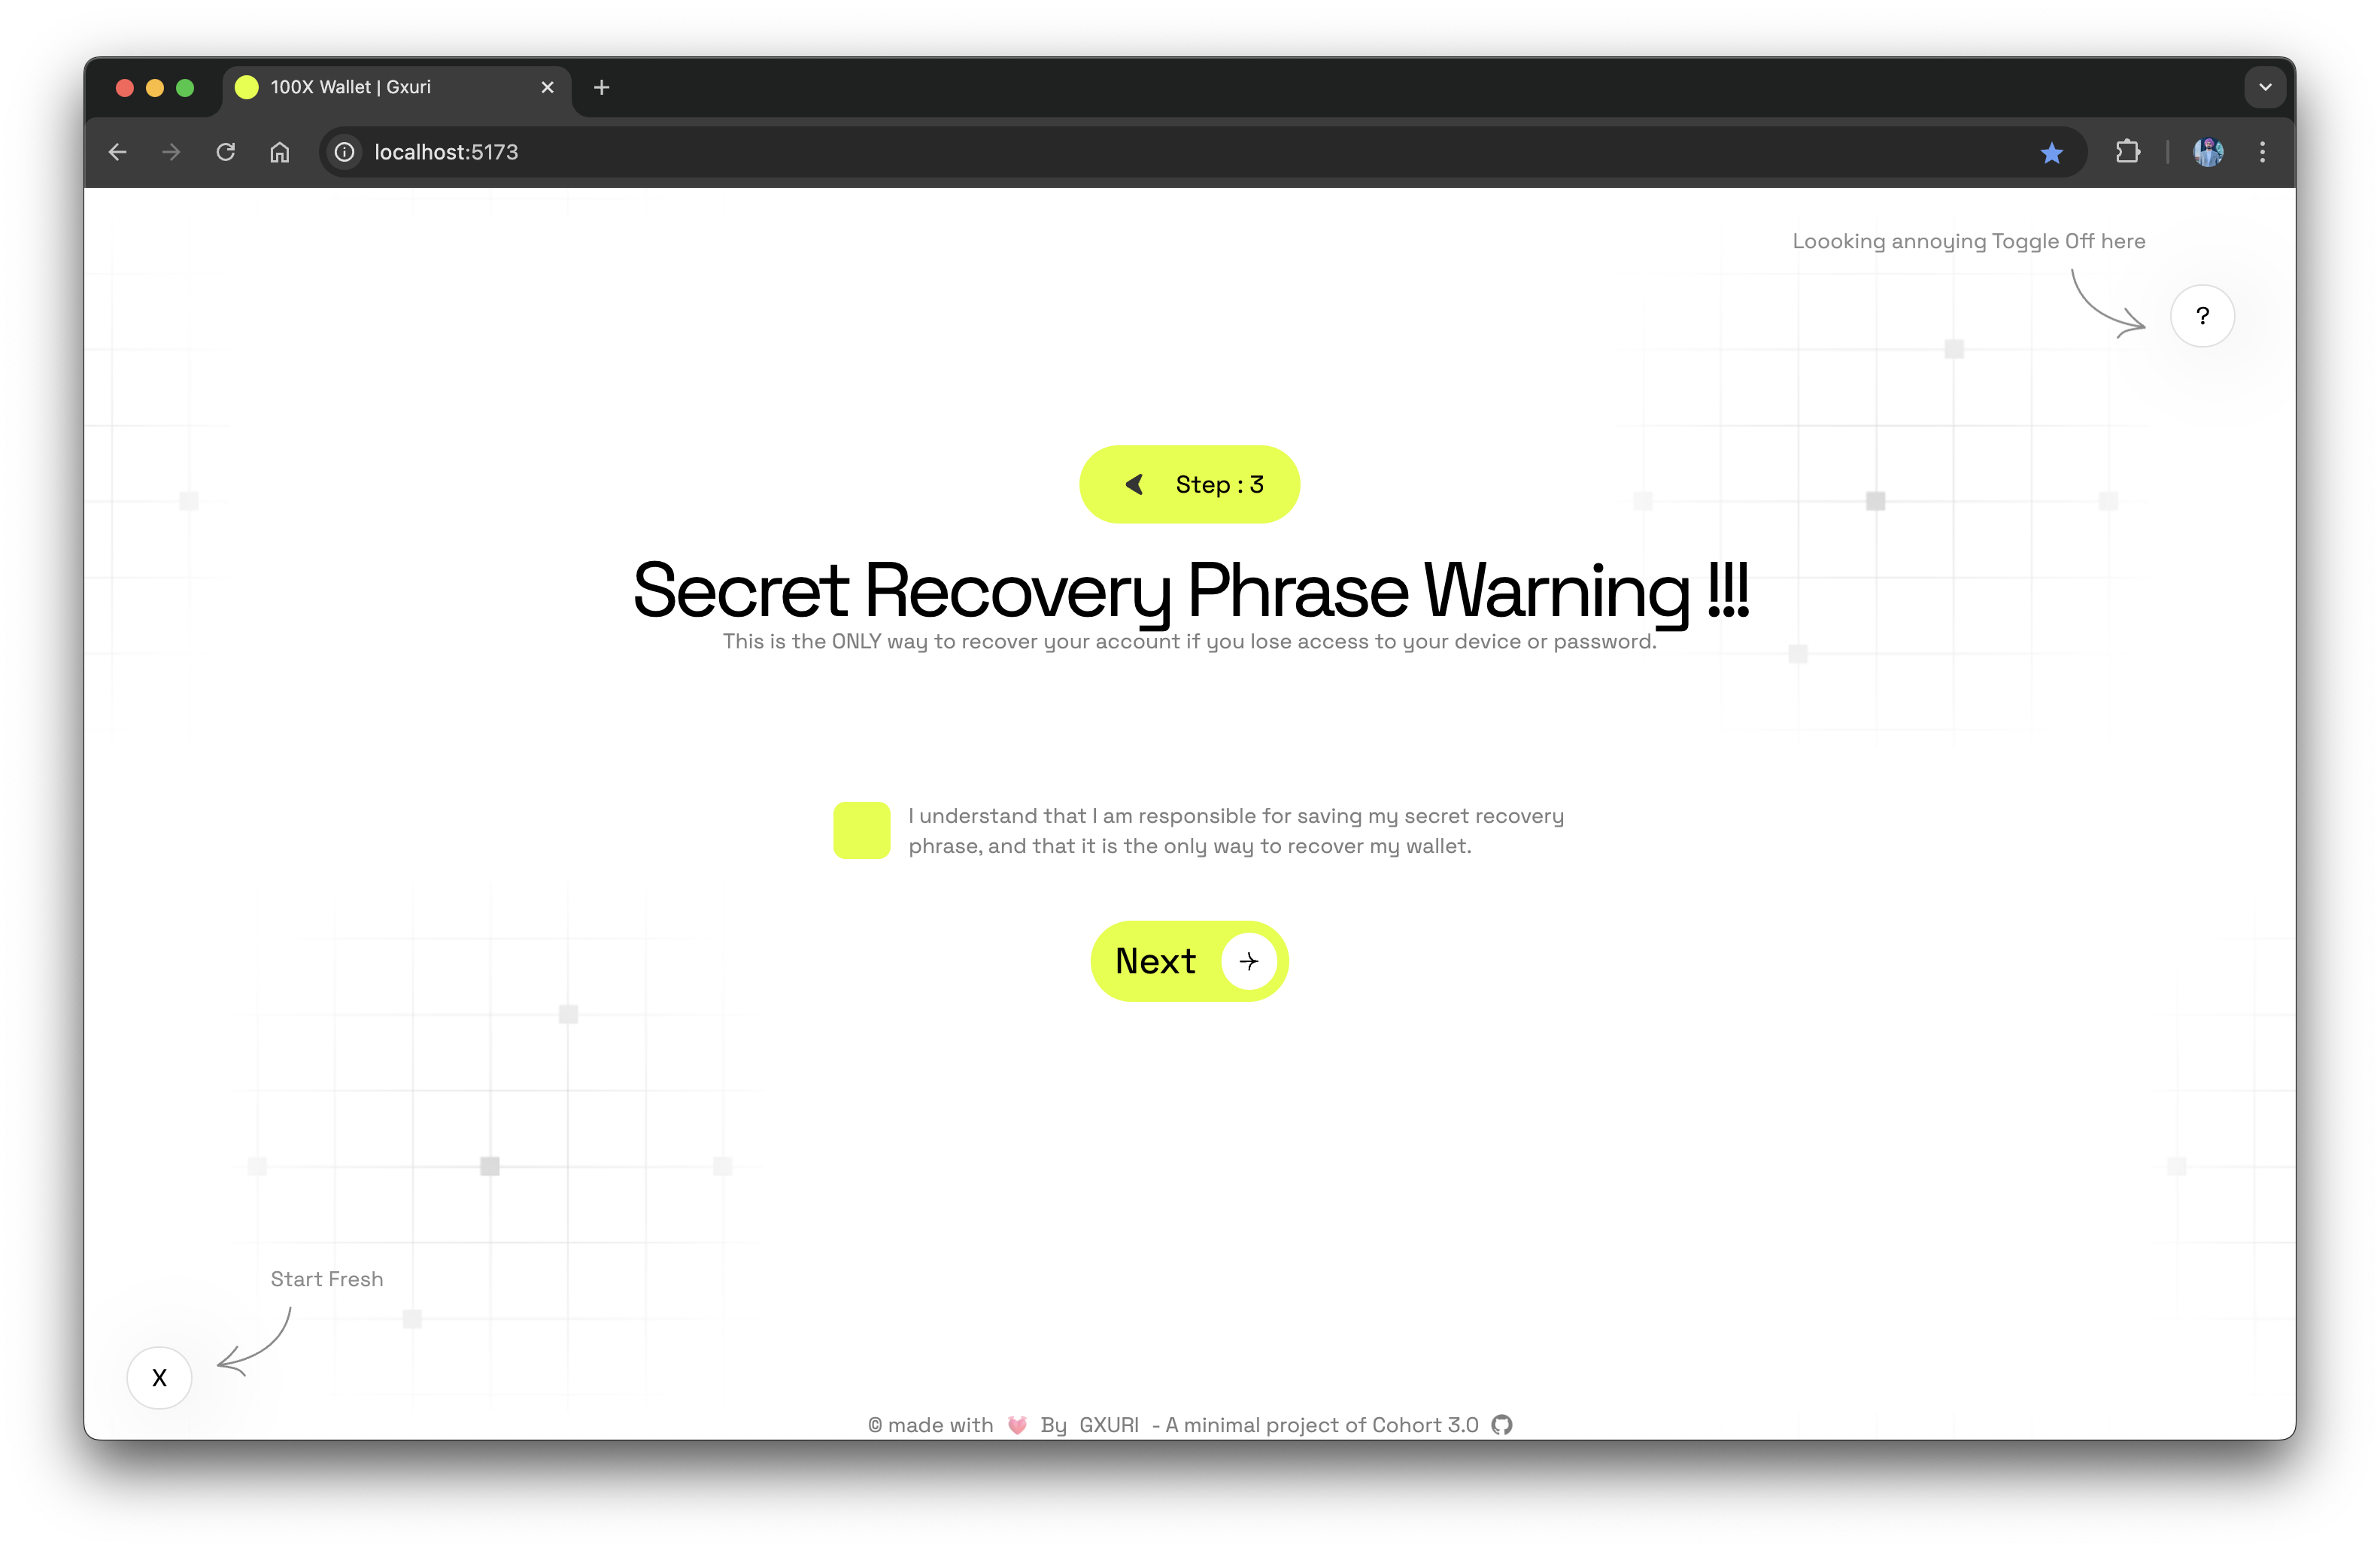 100X Wallet | Gxuri
localhost:5173
Loooking annoying Toggle Off here
?
Step : 3
Secret Recovery Phrase Warning !!!
This is the ONLY way to recover your account if you lose access to your device or password.
I understand that I am responsible for saving my secret recovery
phrase, and that it is the only way to recover my wallet.
Next
Start Fresh
X
© made with 💗 By GXURI - A minimal project of Cohort 3.0